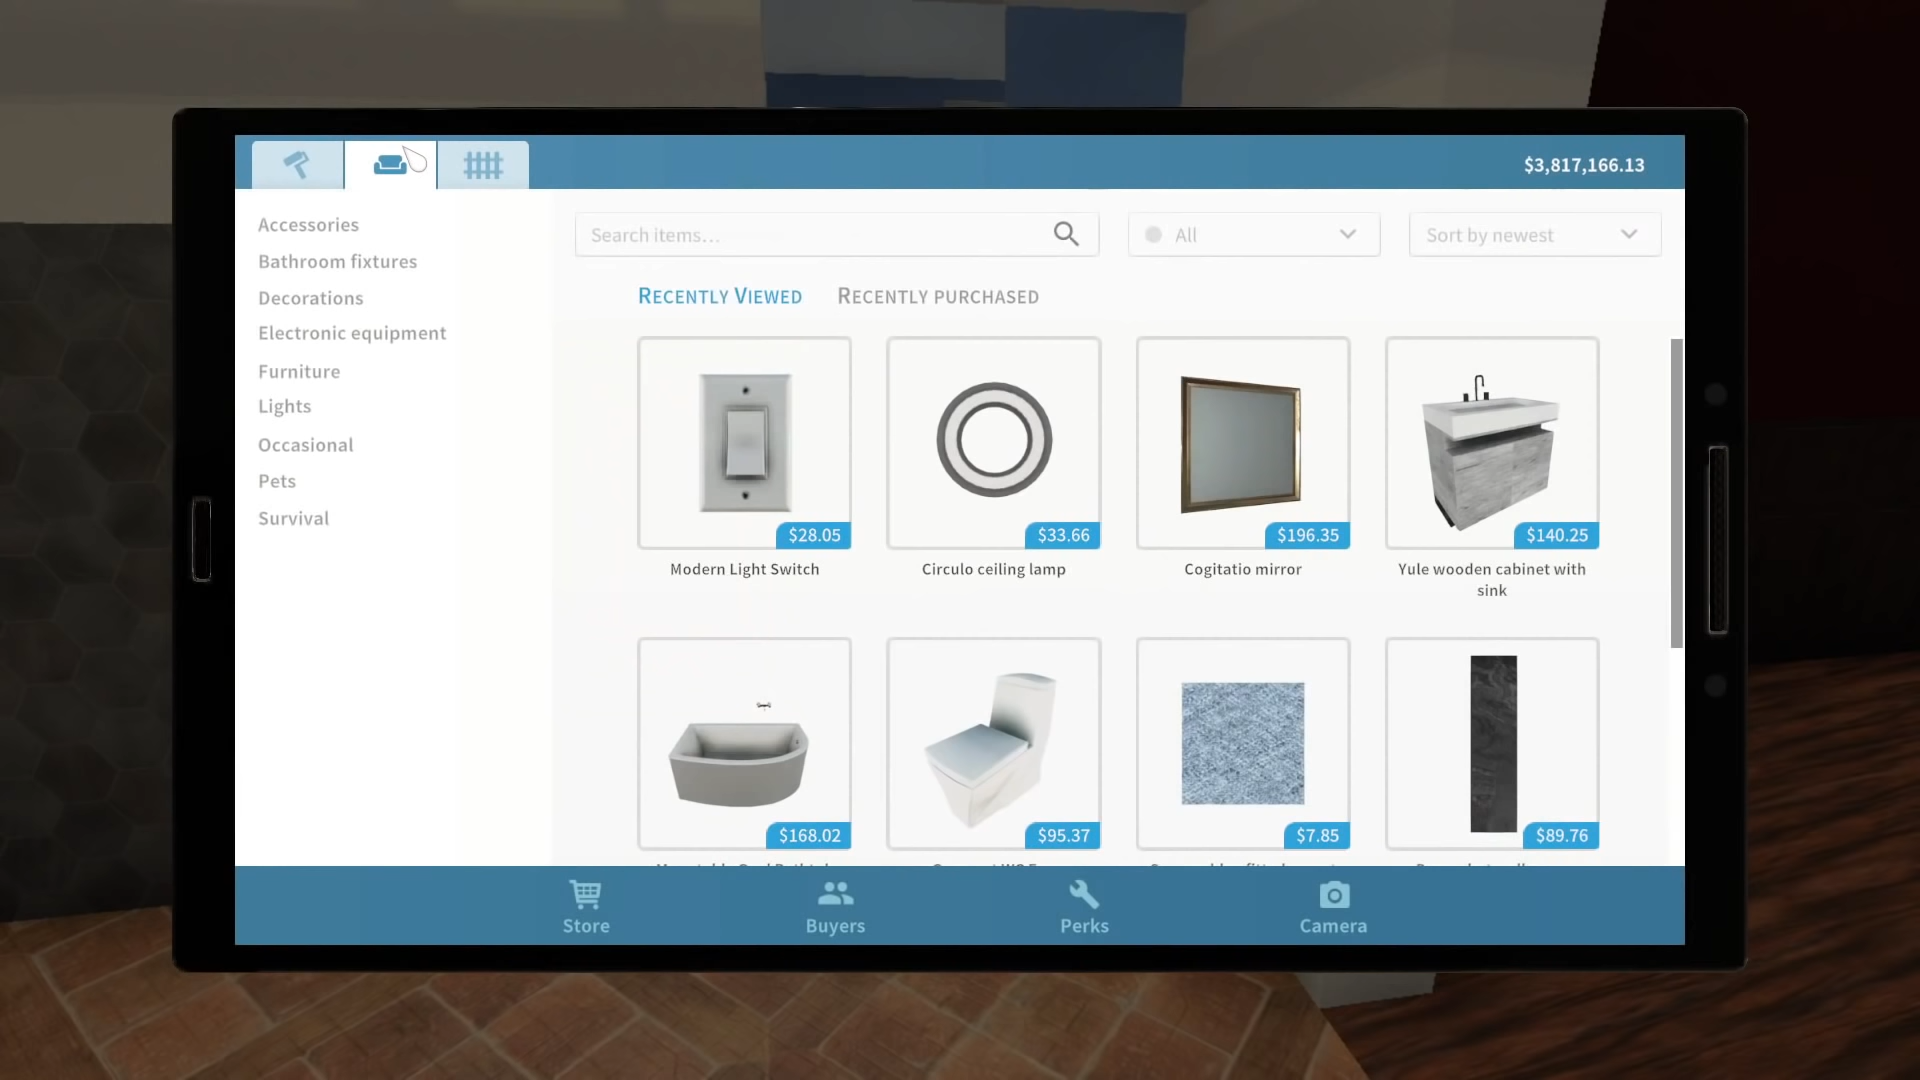 $3,817,166.13
Accessories
Bathroom fixtures
Decorations
Electronic equipment
Furniture
Lights
Occasional
Pets
Survival
Search items...
All
Sort by newest
RECENTLY VIEWED
RECENTLY PURCHASED
$28.05
$33.66
$196.35
$140.25
Modern Light Switch
Circulo ceiling lamp
Cogitatio mirror
Yule wooden cabinet with
sink
$168.02
$95.37
$7.85
$89.76
Store
Buyers
Perks
Camera